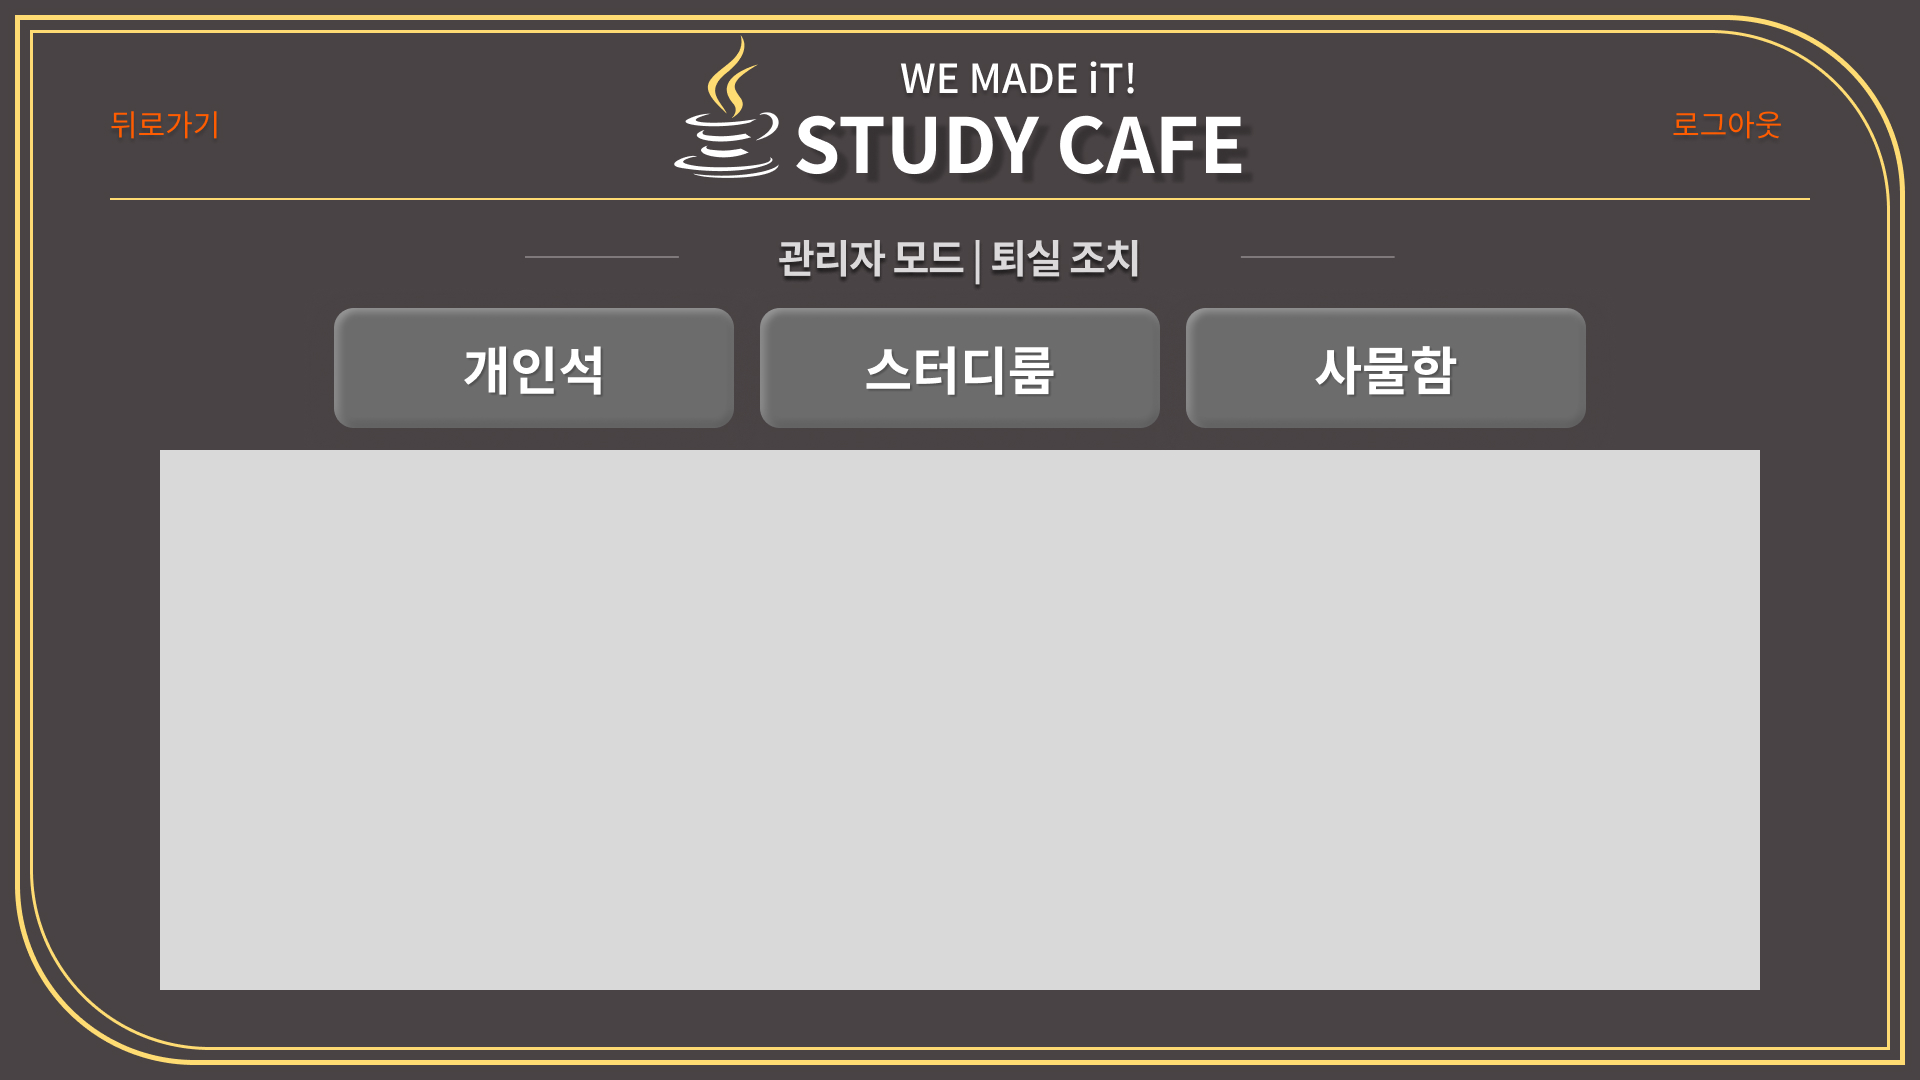 WE MADE iT!
뒤로가기
STUDY CAFE
로그아웃
관리자 모드 | 퇴실 조치
개인석
스터디룸
사물함